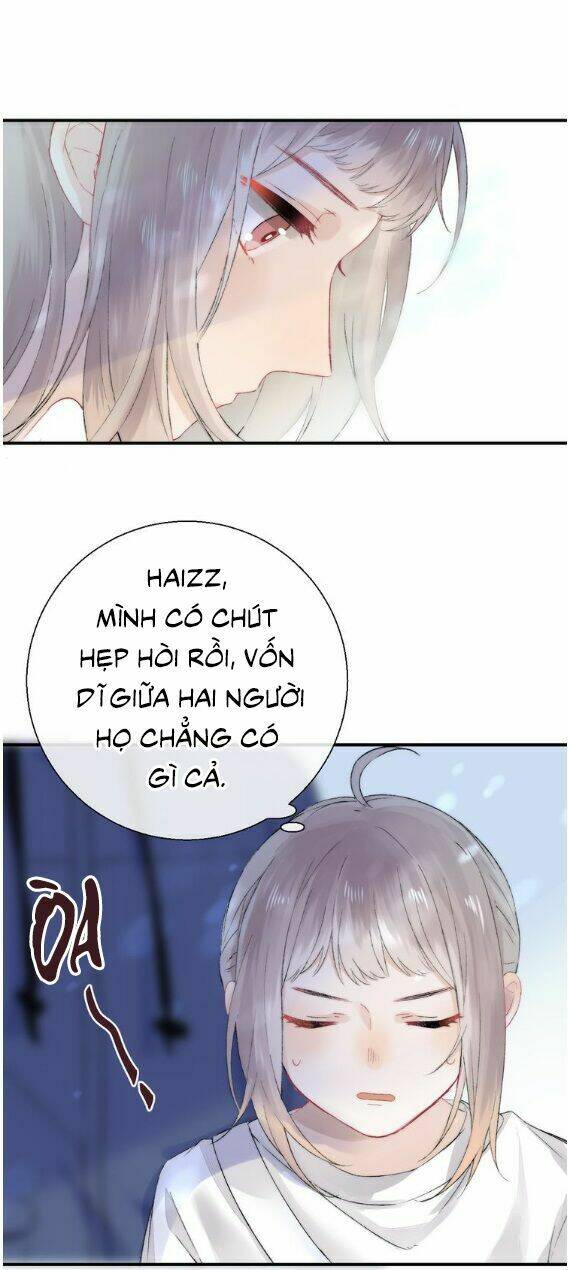 HAIZZ,
MÌNH CÓ CHÚT
HẸP HÒI RỒI, VỐN
DĨ GIỮA HAI NGƯỜI
HỌ CHẲNG CÓ
GÌ CẢ.
ÒA